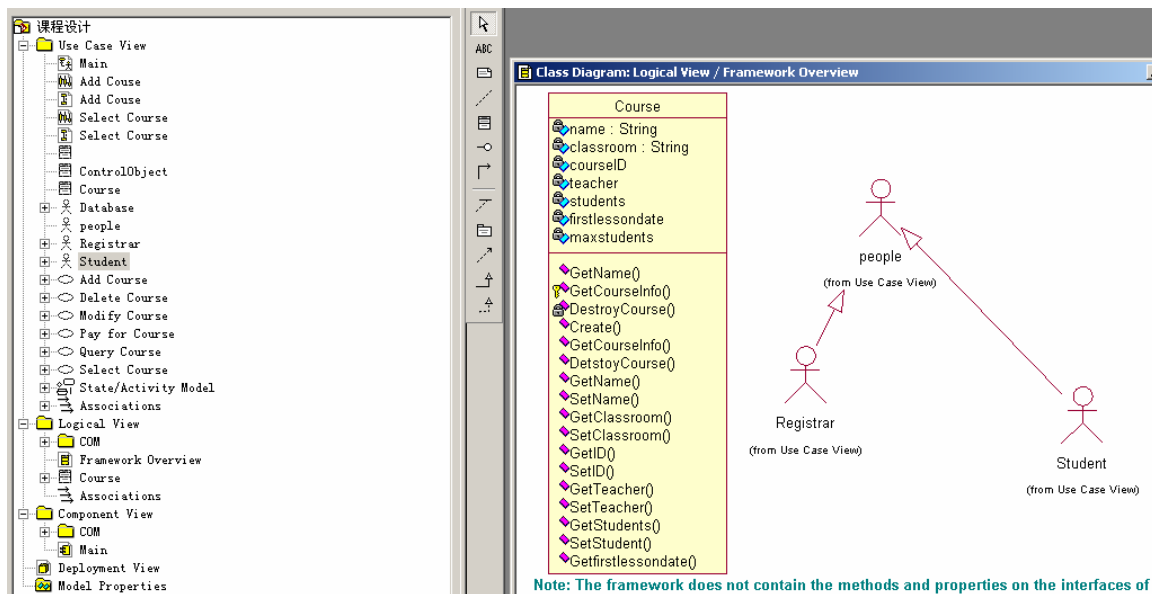 课程设计
Use Case View
Main
Add Couse
Add Couse
Select Course
Select Course
ControlObject
Course
Database
people
Registrar
Student
Add Course
Delete Course
Modify Course
Pay for Course
Query Course
Select Course
State/Activity Model
Associations
Logical View
COM
Framework Overview
Course
Associations
Component View
COM
Main
Deployment View
Model Properties
ABC
Class Diagram: Logical View / Framework Overview
Course
name : String
classroom : String
courseID
teacher
students
firstlessondate
maxstudents
GetName()
GetCourseInfo()
DestroyCourse()
Create()
GetCourseInfo()
DetstoyCourse()
GetName()
SetName()
GetClassroom()
SetClassroom()
GetID()
SetID()
GetTeacher()
SetTeacher()
GetStudents()
SetStudent()
Getfirstlessondate()
people
(from Use Case View)
Registrar
(from Use Case View)
Student
(from Use Case View)
Note: The framework does not contain the methods and properties on the interfaces of